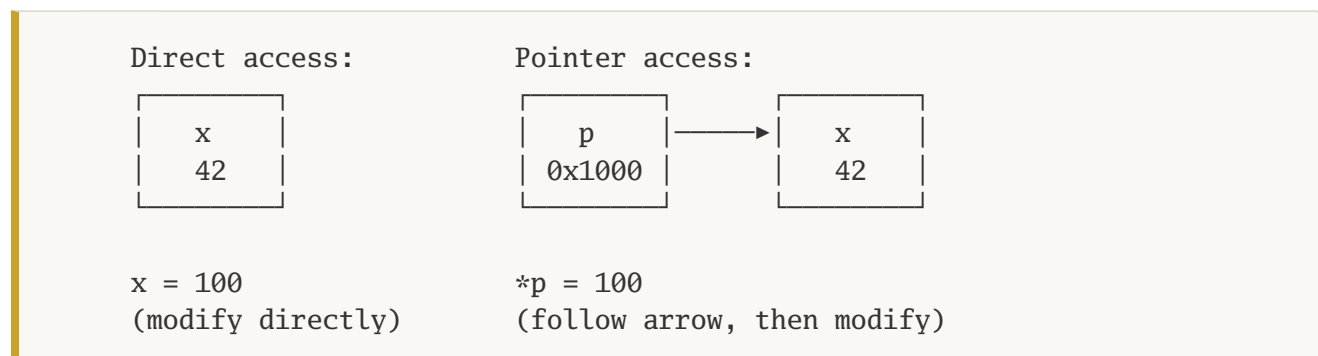 Direct access: Pointer access:
x p x
42 0x1000 42
x = 100 *p = 100
(modify directly) (follow arrow, then modify)